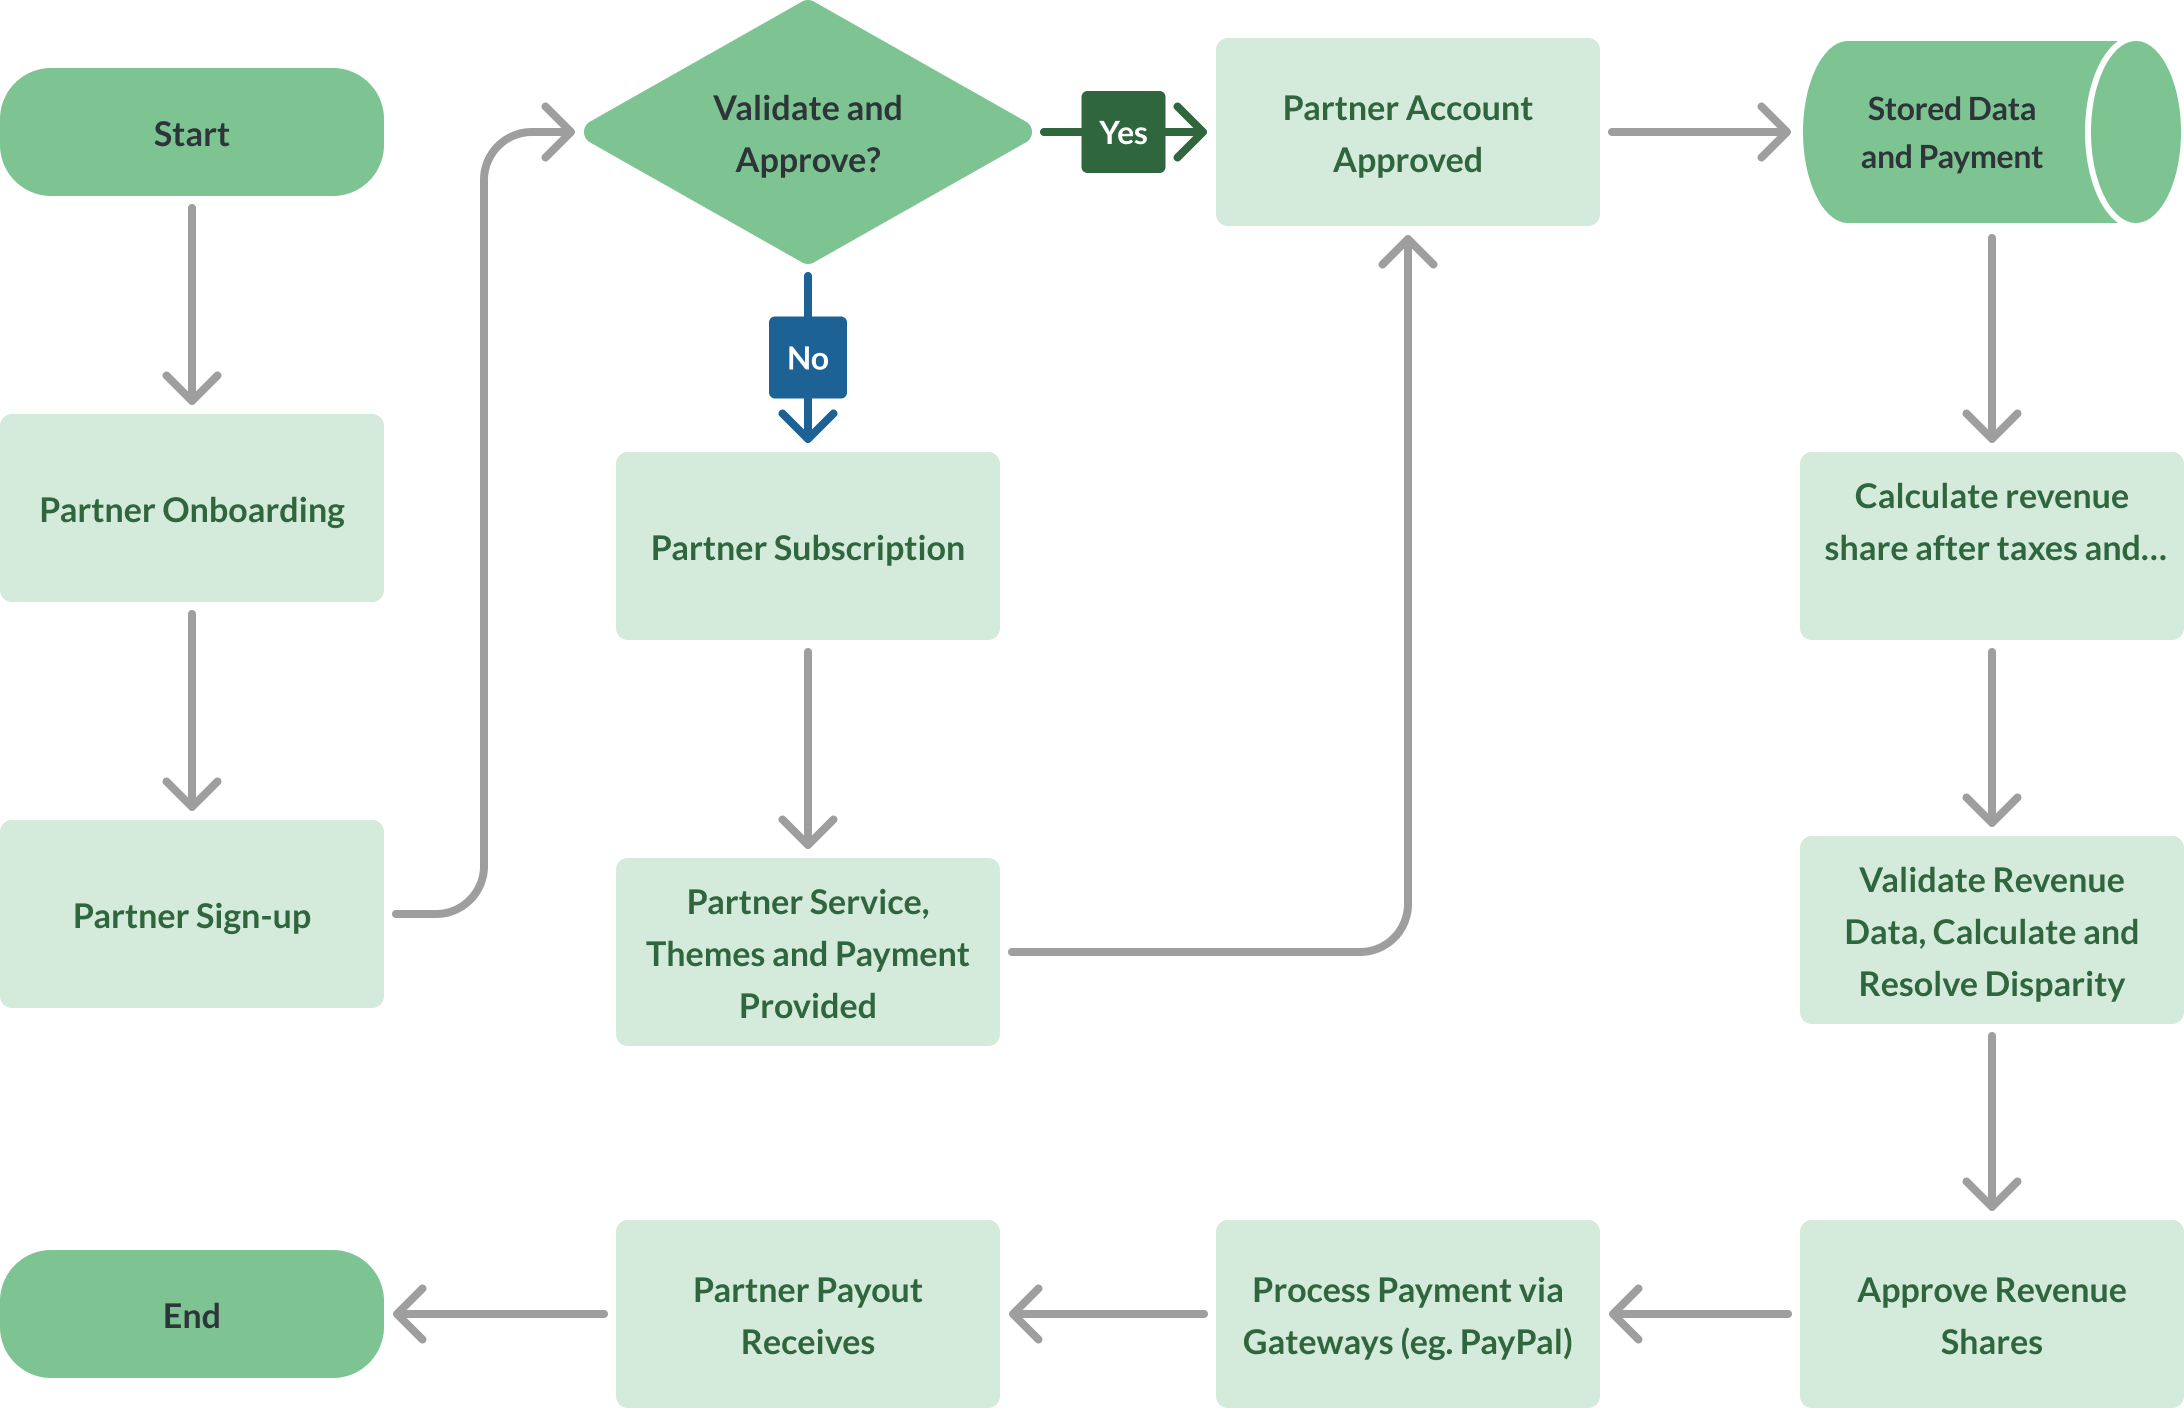 Start
Partner Onboarding
Partner Sign-up
Validate and
Approve?
Yes
No
Partner Subscription
Partner Service,
Themes and Payment
Provided
Partner Account
Approved
Stored Data
and Payment
Calculate revenue
share after taxes and...
Validate Revenue
Data, Calculate and
Resolve Disparity
Approve Revenue
Shares
Process Payment via
Gateways (eg. PayPal)
Partner Payout
Receives
End